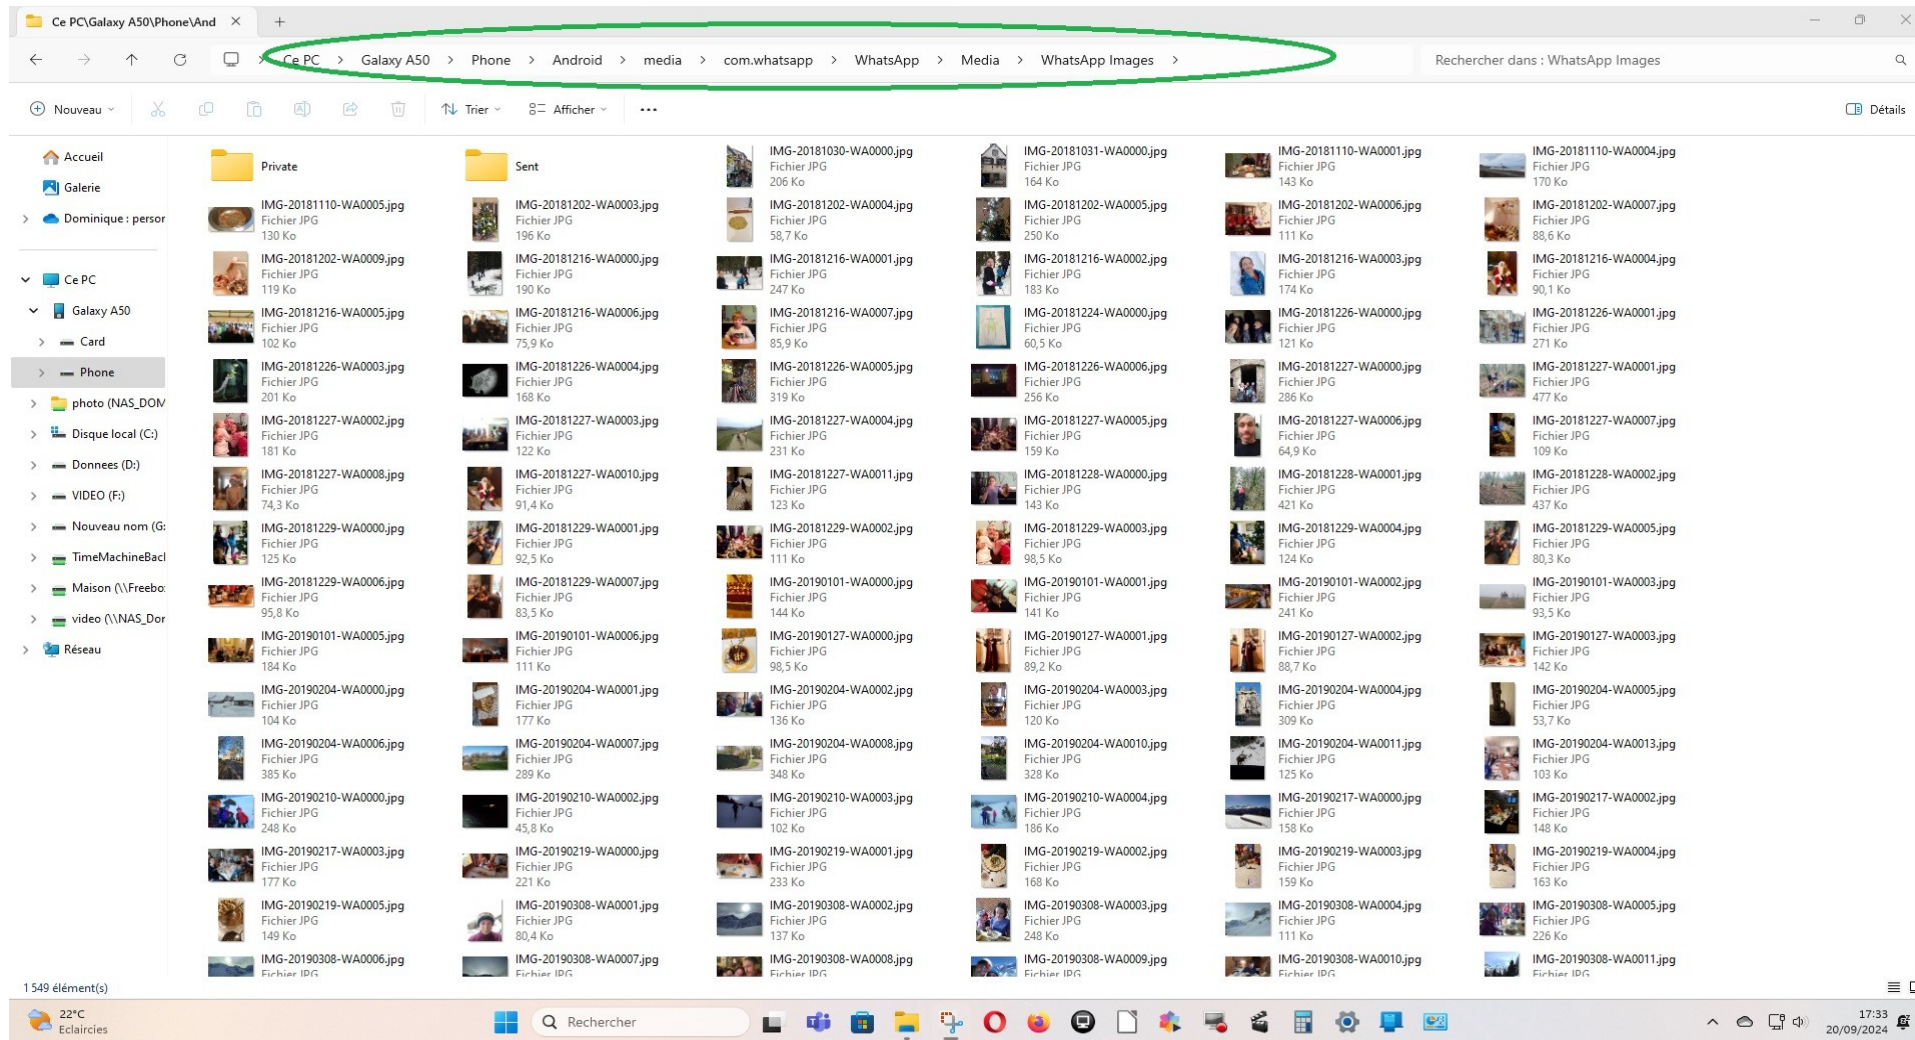 Ce PC\Galaxy A50\Phone\And
Ce PC > Galaxy A50 > Phone > Android > media > com.whatsapp > WhatsApp > Media > WhatsApp Images >
Rechercher dans : WhatsApp Images
Nouveau
Trier
Afficher
Détails
Accueil
Galerie
Dominique : persor
Ce PC
Galaxy A50
Card
Phone
photo (NAS_DOM
Disque local (C:)
Donnees (D:)
VIDEO (F:)
Nouveau nom (G:
TimeMachineBacl
Maison (\\Freebo:
video (\\NAS_Dor
Réseau
Private
Sent
IMG-20181030-WA0000.jpg
Fichier JPG
206 Ko
IMG-20181031-WA0000.jpg
Fichier JPG
164 Ko
IMG-20181110-WA0001.jpg
Fichier JPG
143 Ko
IMG-20181110-WA0004.jpg
Fichier JPG
170 Ko
IMG-20181110-WA0005.jpg
Fichier JPG
130 Ko
IMG-20181202-WA0003.jpg
Fichier JPG
196 Ko
IMG-20181202-WA0004.jpg
Fichier JPG
58,7 Ko
IMG-20181202-WA0005.jpg
Fichier JPG
250 Ko
IMG-20181202-WA0006.jpg
Fichier JPG
111 Ko
IMG-20181202-WA0007.jpg
Fichier JPG
88,6 Ko
IMG-20181202-WA0009.jpg
Fichier JPG
119 Ko
IMG-20181216-WA0000.jpg
Fichier JPG
190 Ko
IMG-20181216-WA0001.jpg
Fichier JPG
247 Ko
IMG-20181216-WA0002.jpg
Fichier JPG
183 Ko
IMG-20181216-WA0003.jpg
Fichier JPG
174 Ko
IMG-20181216-WA0004.jpg
Fichier JPG
90,1 Ko
IMG-20181216-WA0005.jpg
Fichier JPG
102 Ko
IMG-20181216-WA0006.jpg
Fichier JPG
75,9 Ko
IMG-20181216-WA0007.jpg
Fichier JPG
85,9 Ko
IMG-20181224-WA0000.jpg
Fichier JPG
60,5 Ko
IMG-20181226-WA0000.jpg
Fichier JPG
121 Ko
IMG-20181226-WA0001.jpg
Fichier JPG
271 Ko
IMG-20181226-WA0003.jpg
Fichier JPG
201 Ko
IMG-20181226-WA0004.jpg
Fichier JPG
168 Ko
IMG-20181226-WA0005.jpg
Fichier JPG
319 Ko
IMG-20181226-WA0006.jpg
Fichier JPG
256 Ko
IMG-20181227-WA0000.jpg
Fichier JPG
286 Ko
IMG-20181227-WA0001.jpg
Fichier JPG
477 Ko
IMG-20181227-WA0002.jpg
Fichier JPG
181 Ko
IMG-20181227-WA0003.jpg
Fichier JPG
122 Ko
IMG-20181227-WA0004.jpg
Fichier JPG
231 Ko
IMG-20181227-WA0005.jpg
Fichier JPG
159 Ko
IMG-20181227-WA0006.jpg
Fichier JPG
64,9 Ko
IMG-20181227-WA0007.jpg
Fichier JPG
109 Ko
IMG-20181227-WA0008.jpg
Fichier JPG
74,3 Ko
IMG-20181227-WA0010.jpg
Fichier JPG
91,4 Ko
IMG-20181227-WA0011.jpg
Fichier JPG
123 Ko
IMG-20181228-WA0000.jpg
Fichier JPG
143 Ko
IMG-20181228-WA0001.jpg
Fichier JPG
421 Ko
IMG-20181228-WA0002.jpg
Fichier JPG
437 Ko
IMG-20181229-WA0000.jpg
Fichier JPG
125 Ko
IMG-20181229-WA0001.jpg
Fichier JPG
92,5 Ko
IMG-20181229-WA0002.jpg
Fichier JPG
111 Ko
IMG-20181229-WA0003.jpg
Fichier JPG
98,5 Ko
IMG-20181229-WA0004.jpg
Fichier JPG
124 Ko
IMG-20181229-WA0005.jpg
Fichier JPG
80,3 Ko
IMG-20181229-WA0006.jpg
Fichier JPG
95,8 Ko
IMG-20181229-WA0007.jpg
Fichier JPG
83,5 Ko
IMG-20190101-WA0000.jpg
Fichier JPG
144 Ko
IMG-20190101-WA0001.jpg
Fichier JPG
141 Ko
IMG-20190101-WA0002.jpg
Fichier JPG
241 Ko
IMG-20190101-WA0003.jpg
Fichier JPG
93,5 Ko
IMG-20190101-WA0005.jpg
Fichier JPG
184 Ko
IMG-20190101-WA0006.jpg
Fichier JPG
111 Ko
IMG-20190127-WA0000.jpg
Fichier JPG
98,5 Ko
IMG-20190127-WA0001.jpg
Fichier JPG
89,2 Ko
IMG-20190127-WA0002.jpg
Fichier JPG
88,7 Ko
IMG-20190127-WA0003.jpg
Fichier JPG
142 Ko
IMG-20190204-WA0000.jpg
Fichier JPG
104 Ko
IMG-20190204-WA0001.jpg
Fichier JPG
177 Ko
IMG-20190204-WA0002.jpg
Fichier JPG
136 Ko
IMG-20190204-WA0003.jpg
Fichier JPG
120 Ko
IMG-20190204-WA0004.jpg
Fichier JPG
309 Ko
IMG-20190204-WA0005.jpg
Fichier JPG
53,7 Ko
IMG-20190204-WA0006.jpg
Fichier JPG
385 Ko
IMG-20190204-WA0007.jpg
Fichier JPG
289 Ko
IMG-20190204-WA0008.jpg
Fichier JPG
348 Ko
IMG-20190204-WA0010.jpg
Fichier JPG
328 Ko
IMG-20190204-WA0011.jpg
Fichier JPG
125 Ko
IMG-20190204-WA0013.jpg
Fichier JPG
103 Ko
IMG-20190210-WA0000.jpg
Fichier JPG
248 Ko
IMG-20190210-WA0002.jpg
Fichier JPG
45,8 Ko
IMG-20190210-WA0003.jpg
Fichier JPG
102 Ko
IMG-20190210-WA0004.jpg
Fichier JPG
186 Ko
IMG-20190217-WA0000.jpg
Fichier JPG
158 Ko
IMG-20190217-WA0002.jpg
Fichier JPG
148 Ko
IMG-20190217-WA0003.jpg
Fichier JPG
177 Ko
IMG-20190219-WA0000.jpg
Fichier JPG
221 Ko
IMG-20190219-WA0001.jpg
Fichier JPG
233 Ko
IMG-20190219-WA0002.jpg
Fichier JPG
168 Ko
IMG-20190219-WA0003.jpg
Fichier JPG
159 Ko
IMG-20190219-WA0004.jpg
Fichier JPG
163 Ko
IMG-20190219-WA0005.jpg
Fichier JPG
149 Ko
IMG-20190308-WA0001.jpg
Fichier JPG
80,4 Ko
IMG-20190308-WA0002.jpg
Fichier JPG
137 Ko
IMG-20190308-WA0003.jpg
Fichier JPG
248 Ko
IMG-20190308-WA0004.jpg
Fichier JPG
111 Ko
IMG-20190308-WA0005.jpg
Fichier JPG
226 Ko
IMG-20190308-WA0006.jpg
Fichier JPG
IMG-20190308-WA0007.jpg
Fichier JPG
IMG-20190308-WA0008.jpg
Fichier JPG
IMG-20190308-WA0009.jpg
Fichier JPG
IMG-20190308-WA0010.jpg
Fichier JPG
IMG-20190308-WA0011.jpg
Fichier JPG
1 549 élément(s)
22°C
Eclaircies
Rechercher
17:33
20/09/2024